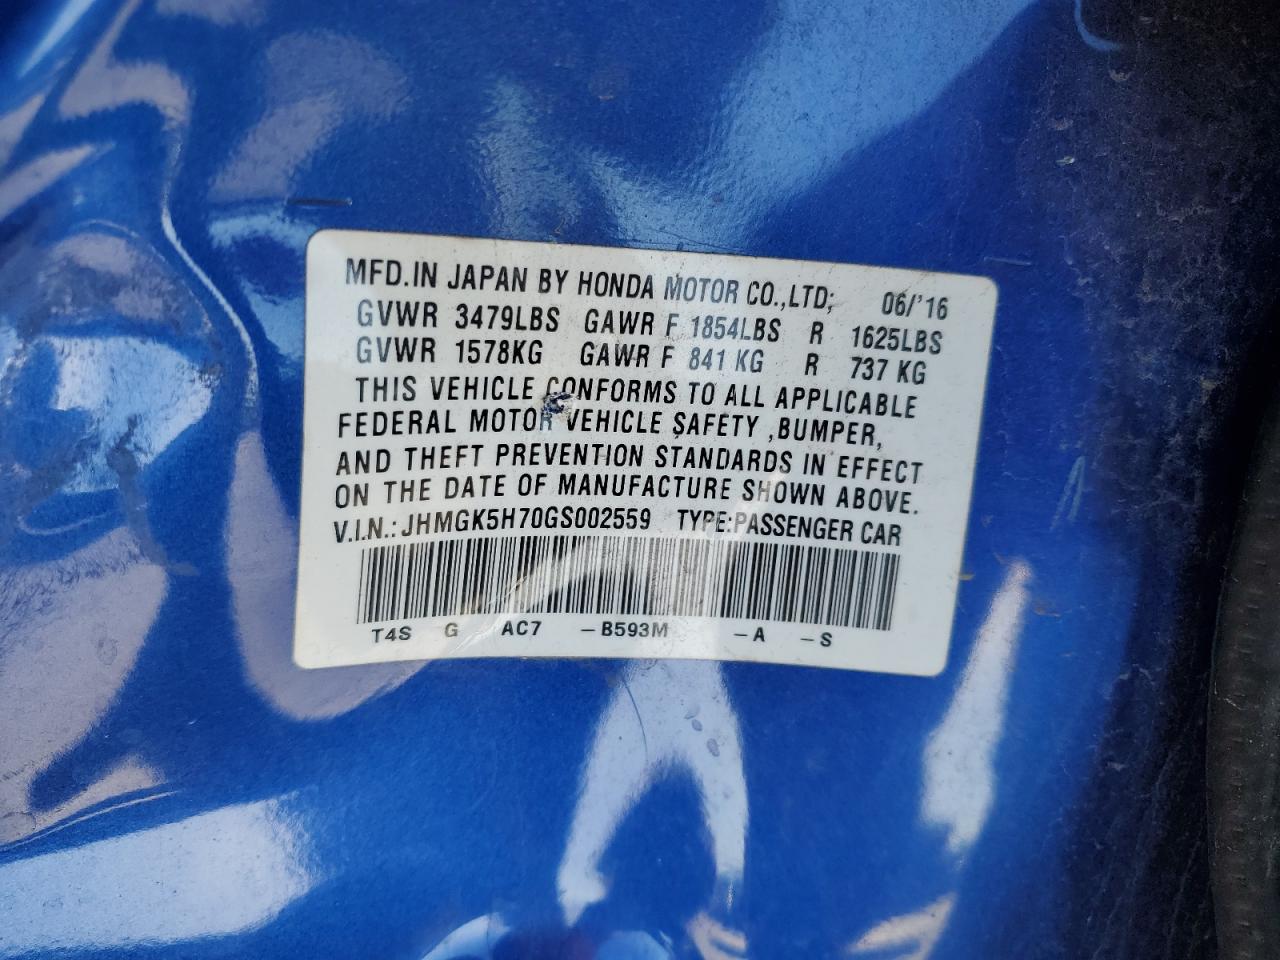 MFD.IN JAPAN BY HONDA MOTOR CO.,LTD; 06/'16
GVWR 3479LBS GAWR F 1854LBS R 1625LBS
GVWR 1578KG GAWR F 841 KG R 737 KG
THIS VEHICLE CONFORMS TO ALL APPLICABLE
FEDERAL MOTOR VEHICLE SAFETY ,BUMPER,
AND THEFT PREVENTION STANDARDS IN EFFECT
ON THE DATE OF MANUFACTURE SHOWN ABOVE.
V.I.N.: JHMGK5H70GS002559 TYPE:PASSENGER CAR
T4S G AC7 -B593M -A -S